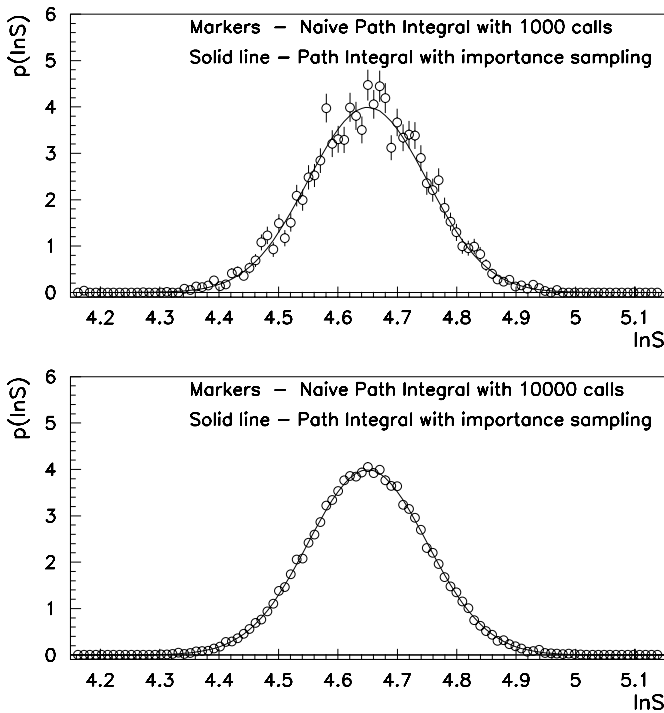 6
5
4
3
2
1
0
p(lnS)
Markers – Naive Path Integral with 1000 calls
Solid line – Path Integral with importance sampling
4.2 4.3 4.4 4.5 4.6 4.7 4.8 4.9 5 5.1
lnS
6
5
4
3
2
1
0
p(lnS)
Markers – Naive Path Integral with 10000 calls
Solid line – Path Integral with importance sampling
4.2 4.3 4.4 4.5 4.6 4.7 4.8 4.9 5 5.1
lnS